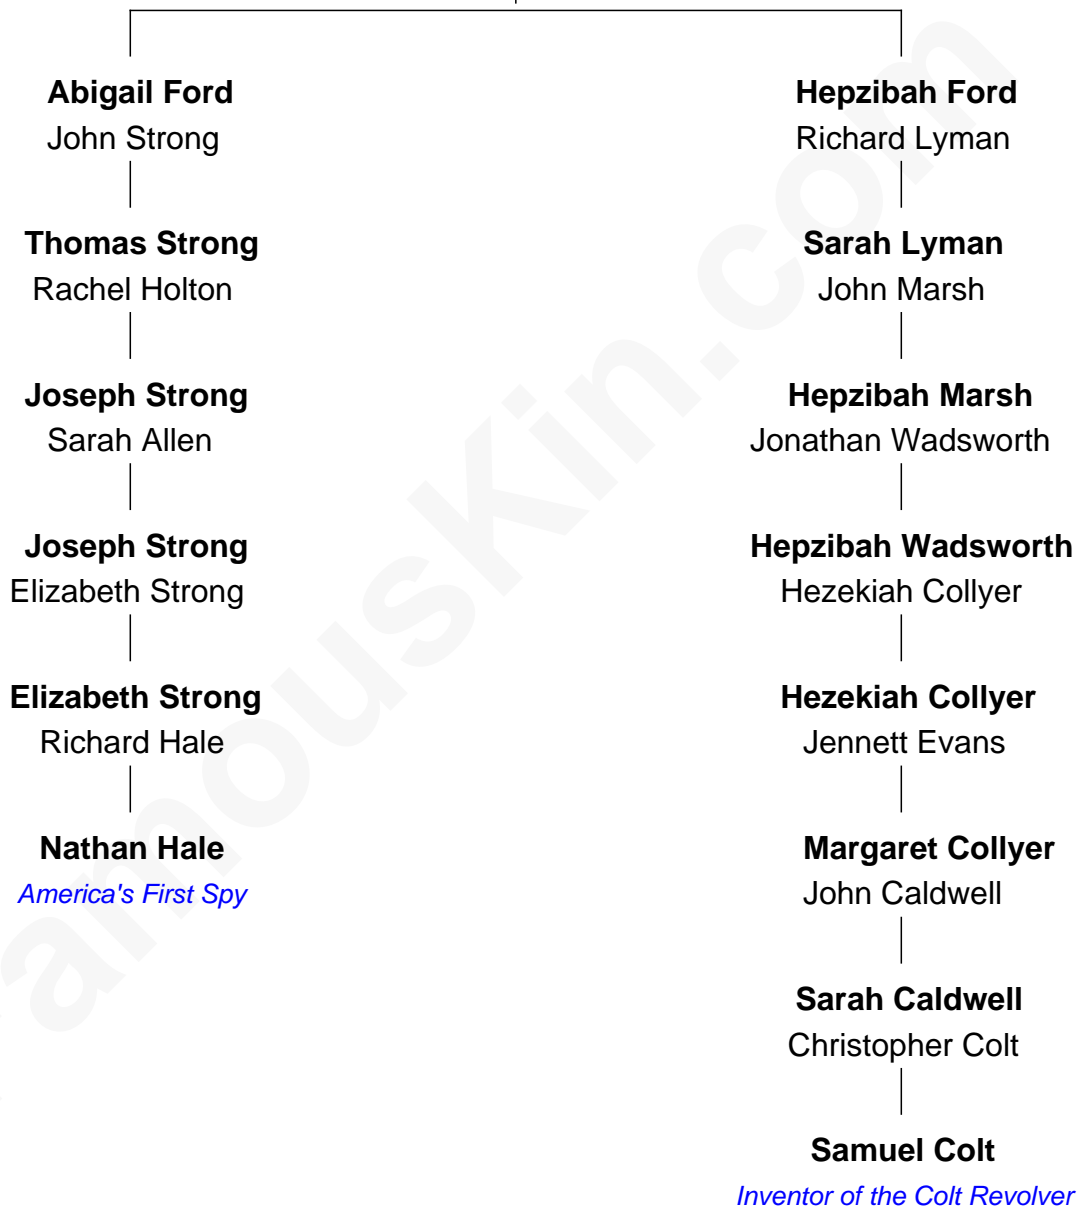 Abigail Ford
John Strong
Thomas Strong
Rachel Holton
Joseph Strong
Sarah Allen
Joseph Strong
Elizabeth Strong
Elizabeth Strong
Richard Hale
Nathan Hale
America's First Spy
Hepzibah Ford
Richard Lyman
Sarah Lyman
John Marsh
Hepzibah Marsh
Jonathan Wadsworth
Hepzibah Wadsworth
Hezekiah Collyer
Hezekiah Collyer
Jennett Evans
Margaret Collyer
John Caldwell
Sarah Caldwell
Christopher Colt
Samuel Colt
Inventor of the Colt Revolver
amousKin.com